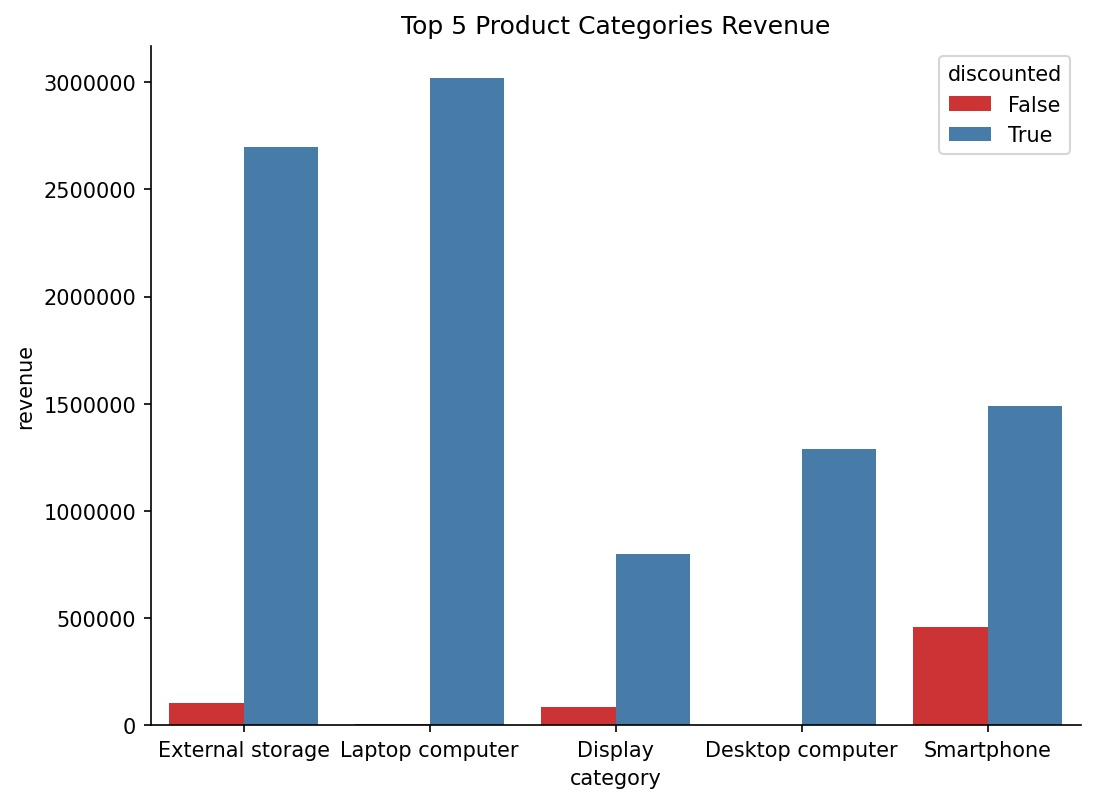 Top 5 Product Categories Revenue
discounted
False
True
revenue
3000000
2500000
2000000
1500000
1000000
500000
0
External storage
Laptop computer
Display
Desktop computer
Smartphone
category